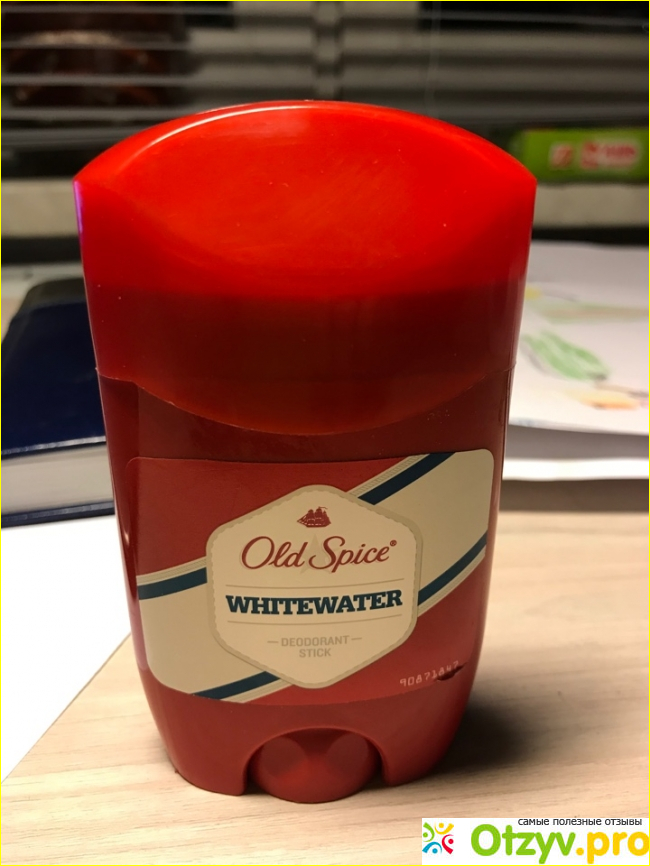 Old Spice®
WHITEWATER
— DEODORANT —
STICK
самые полезные отзывы
Otzyv.pro